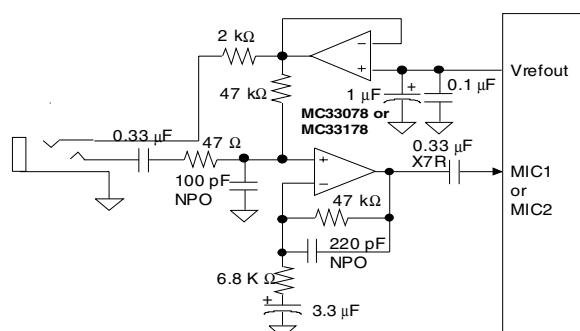 2 kΩ
−
+
Vrefout
47 kΩ
1 µF
+
0.1 µF
MC33078 or
MC33178
0.33 µF
47 Ω
100 pF
NPO
+
−
0.33 µF
X7R
MIC1
or
MIC2
47 kΩ
220 pF
NPO
6.8 K Ω
+
3.3 µF